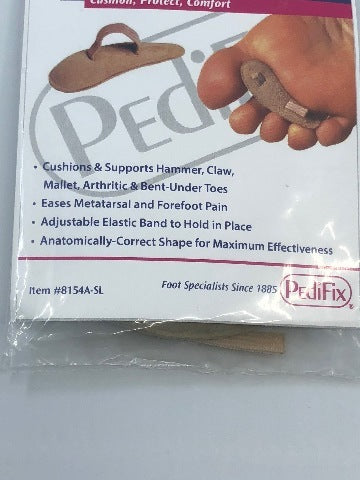 Cushion, Protect, Comfort
PEDIFIX
• Cushions & Supports Hammer, Claw,
Mallet, Arthritic & Bent-Under Toes
• Eases Metatarsal and Forefoot Pain
• Adjustable Elastic Band to Hold in Place
• Anatomically-Correct Shape for Maximum Effectiveness
Item #8154A-SL
Foot Specialists Since 1885
PEDIFIX®